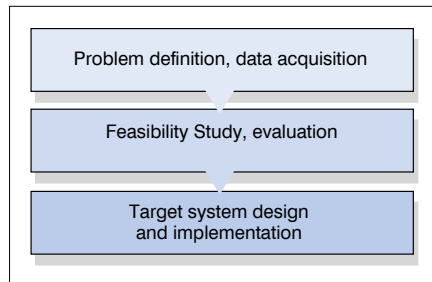 Problem definition, data acquisition
Feasibility Study, evaluation
Target system design
and implementation